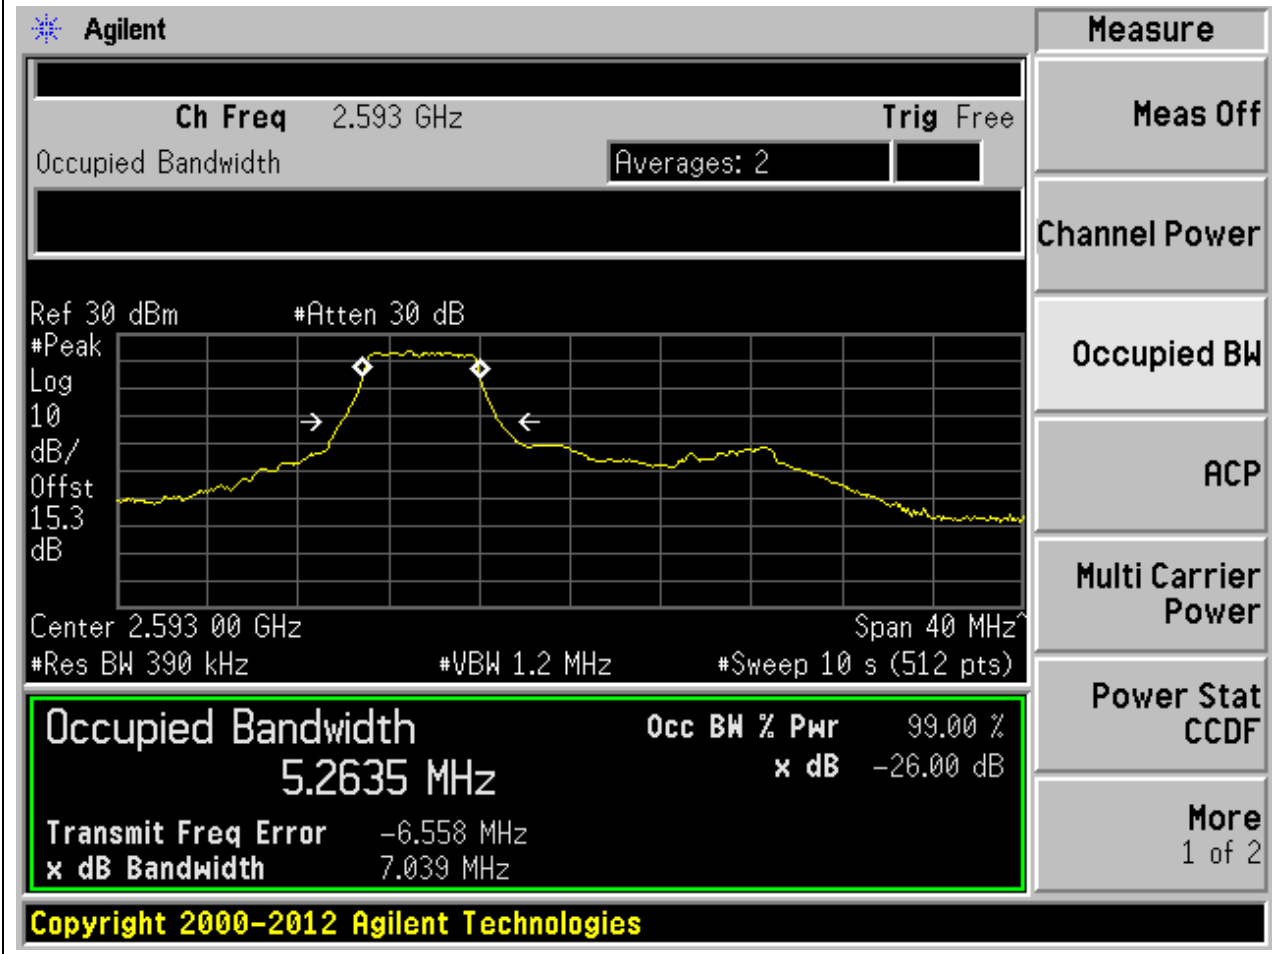 Agilent
Measure
Ch Freq 2.593 GHz Trig Free
Meas Off
Occupied Bandwidth Averages: 2
Channel Power
Ref 30 dBm #Atten 30 dB
#Peak
Log
10
dB/
Offst
15.3
dB
Occupied BW
ACP
Center 2.593 00 GHz Span 40 MHz^
#Res BW 390 kHz #VBW 1.2 MHz #Sweep 10 s (512 pts)
Multi Carrier
Power
Occupied Bandwidth Occ BW % Pwr 99.00 %
5.2635 MHz x dB -26.00 dB
Transmit Freq Error -6.558 MHz
x dB Bandwidth 7.039 MHz
Power Stat
CCDF
More
1 of 2
Copyright 2000-2012 Agilent Technologies